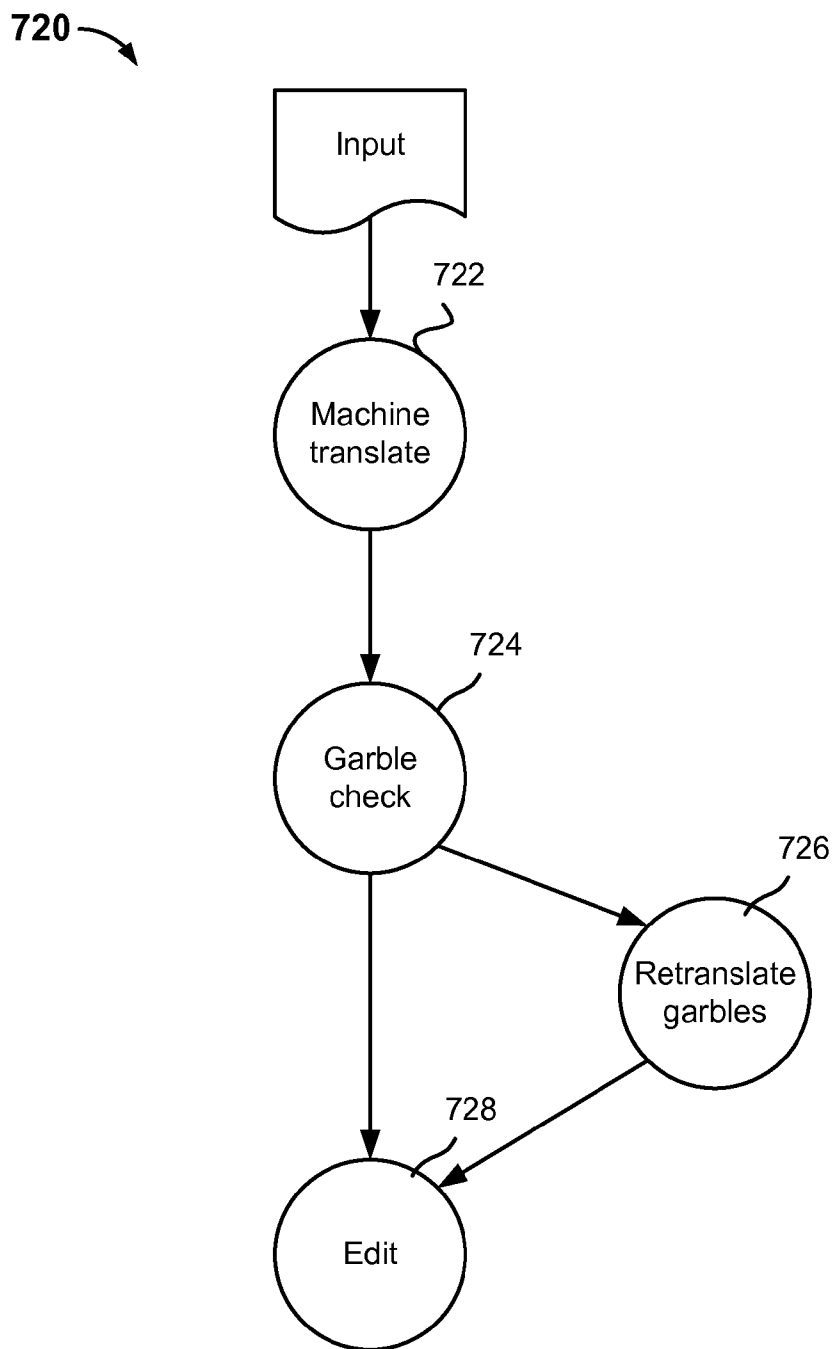 720
Input
722
Machine
translate
724
Garble
check
726
Retranslate
garbles
728
Edit